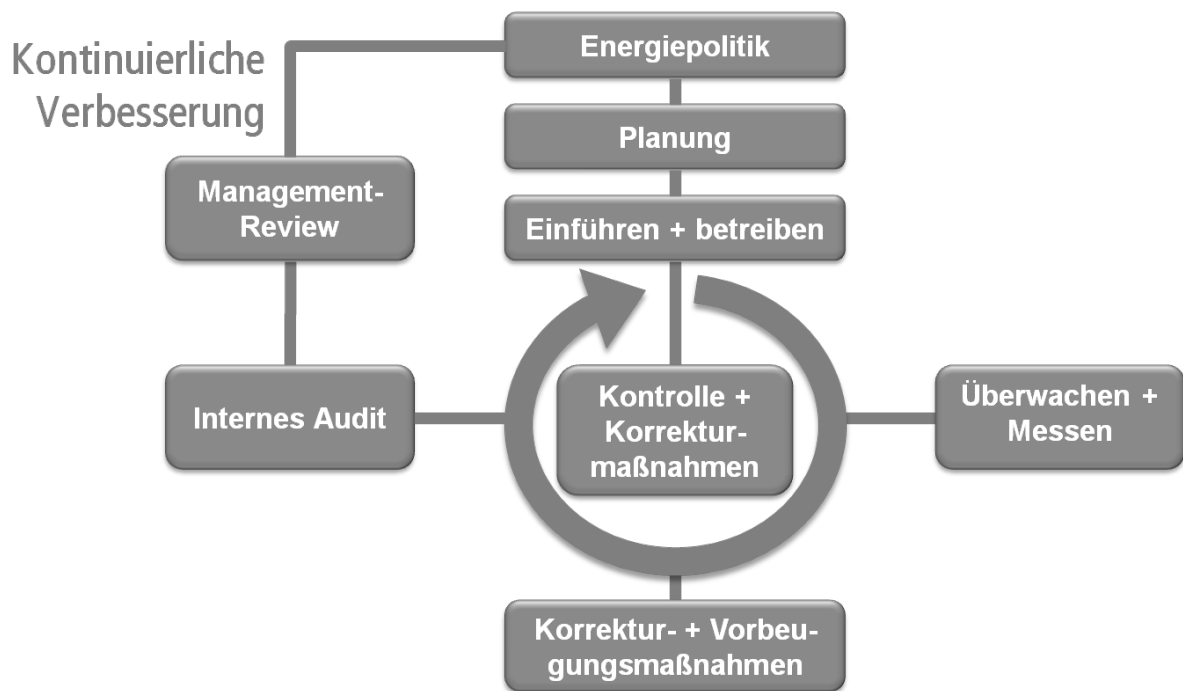 Kontinuierliche
Verbesserung
Energiepolitik
Planung
Management-
Review
Einführen + betreiben
Internes Audit
Kontrolle +
Korrektur-
maßnahmen
Überwachen +
Messen
Korrektur- + Vorbeu-
gungsmaßnahmen